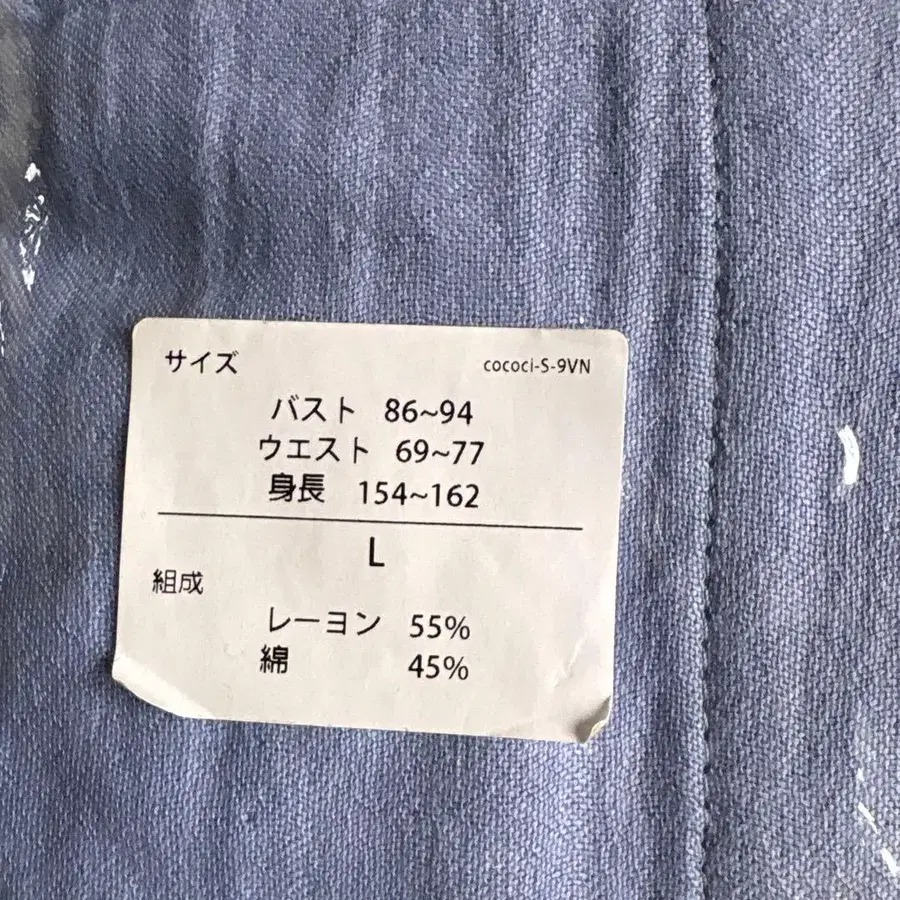 サイズ cococi-S-9VN
バスト 86~94
ウエスト 69~77
身長 154~162
L
組成
レーヨン 55%
綿 45%